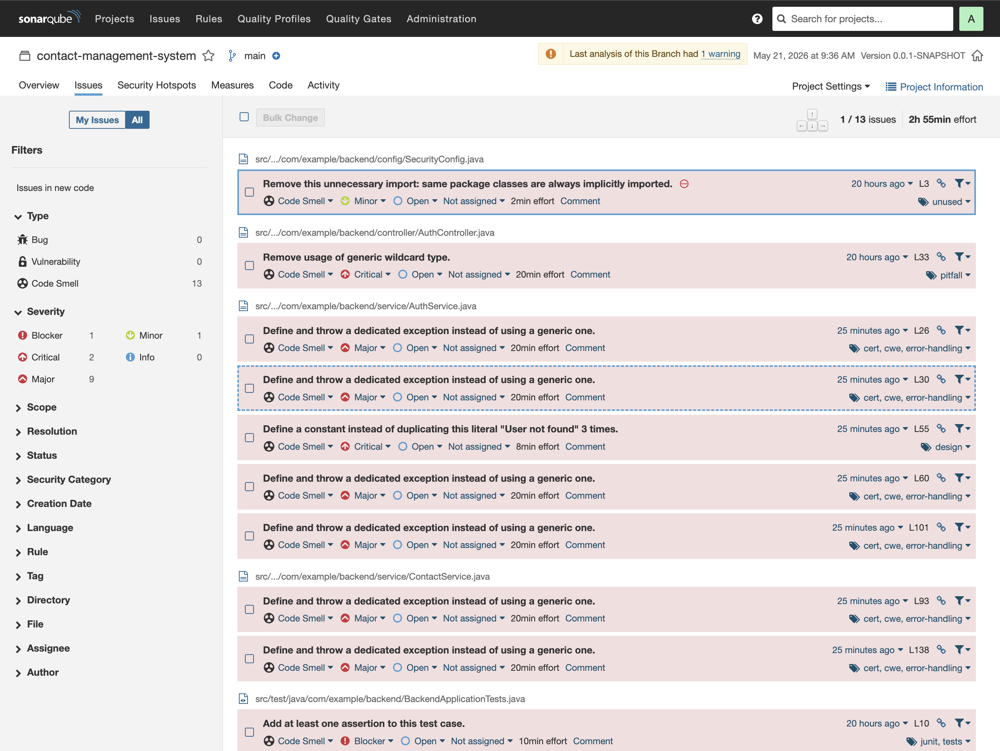 sonarqube Projects Issues Rules Quality Profiles Quality Gates Administration ? Search for projects... A
contact-management-system main Last analysis of this Branch had 1 warning May 21, 2026 at 9:36 AM Version 0.0.1-SNAPSHOT
Overview Issues Security Hotspots Measures Code Activity Project Settings Project Information
My Issues All
Filters
Issues in new code
Type
Bug 0
Vulnerability 0
Code Smell 13
Severity
Blocker 1 Minor 1
Critical 2 Info 0
Major 9
Scope
Resolution
Status
Security Category
Creation Date
Language
Rule
Tag
Directory
File
Assignee
Author
Bulk Change 1 / 13 issues 2h 55min effort
src/.../com/example/backend/config/SecurityConfig.java
Remove this unnecessary import: same package classes are always implicitly imported. 20 hours ago L3
Code Smell Minor Open Not assigned 2min effort Comment unused
src/.../com/example/backend/controller/AuthController.java
Remove usage of generic wildcard type. 20 hours ago L33
Code Smell Critical Open Not assigned 20min effort Comment pitfall
src/.../com/example/backend/service/AuthService.java
Define and throw a dedicated exception instead of using a generic one. 25 minutes ago L26
Code Smell Major Open Not assigned 20min effort Comment cert, cwe, error-handling
Define and throw a dedicated exception instead of using a generic one. 25 minutes ago L30
Code Smell Major Open Not assigned 20min effort Comment cert, cwe, error-handling
Define a constant instead of duplicating this literal "User not found" 3 times. 25 minutes ago L55
Code Smell Critical Open Not assigned 8min effort Comment design
Define and throw a dedicated exception instead of using a generic one. 25 minutes ago L60
Code Smell Major Open Not assigned 20min effort Comment cert, cwe, error-handling
Define and throw a dedicated exception instead of using a generic one. 25 minutes ago L101
Code Smell Major Open Not assigned 20min effort Comment cert, cwe, error-handling
src/.../com/example/backend/service/ContactService.java
Define and throw a dedicated exception instead of using a generic one. 25 minutes ago L93
Code Smell Major Open Not assigned 20min effort Comment cert, cwe, error-handling
Define and throw a dedicated exception instead of using a generic one. 25 minutes ago L138
Code Smell Major Open Not assigned 20min effort Comment cert, cwe, error-handling
src/test/java/com/example/backend/BackendApplicationTests.java
Add at least one assertion to this test case. 20 hours ago L10
Code Smell Blocker Open Not assigned 10min effort Comment junit, tests